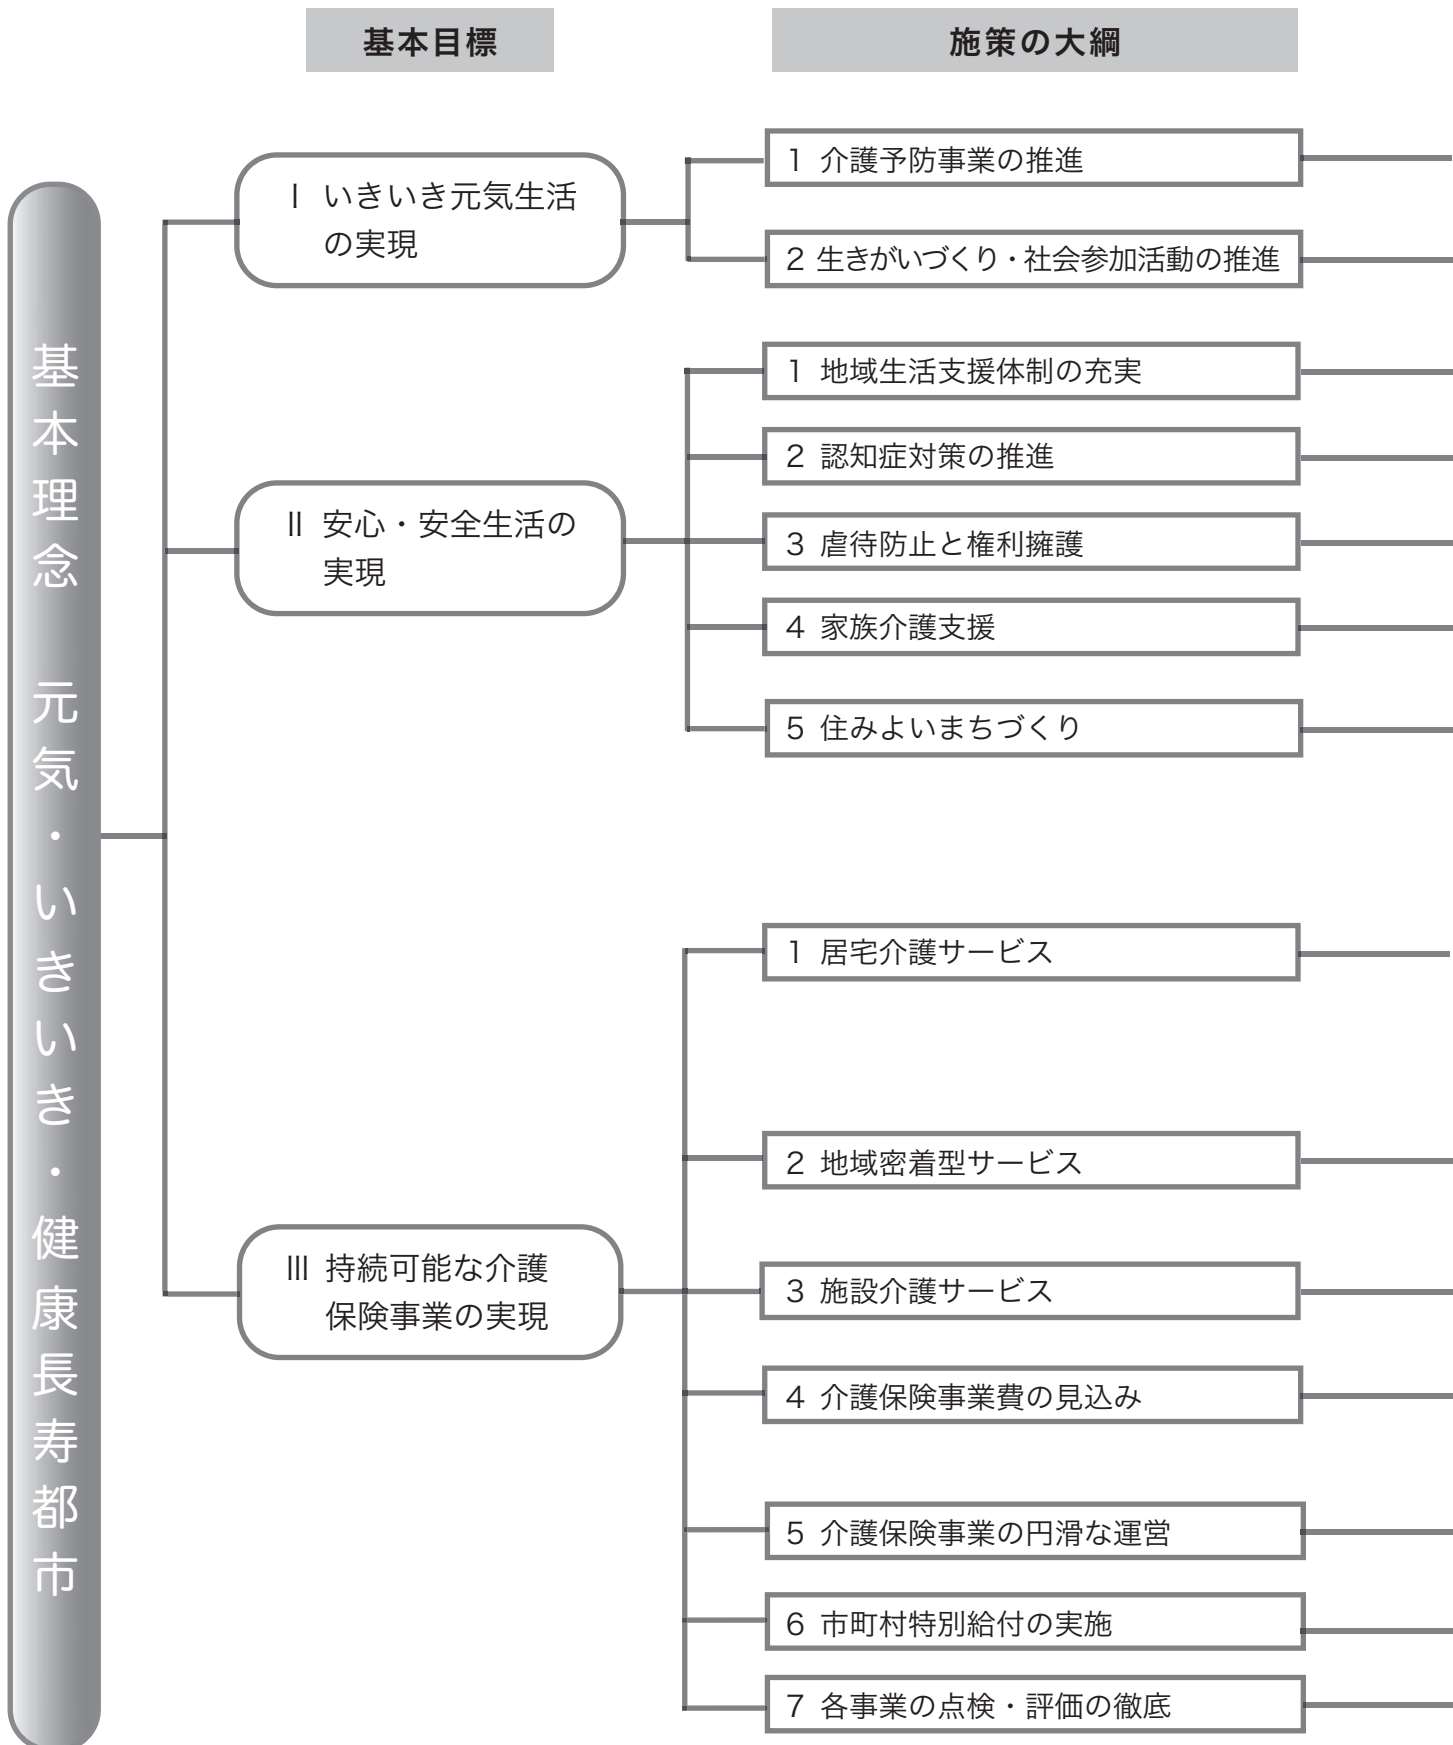 基本目標
施策の大綱
基本理念　元気・いきいき・健康長寿都市
Ⅰ いきいき元気生活
の実現
1 介護予防事業の推進
2 生きがいづくり・社会参加活動の推進
Ⅱ 安心・安全生活の
実現
1 地域生活支援体制の充実
2 認知症対策の推進
3 虐待防止と権利擁護
4 家族介護支援
5 住みよいまちづくり
Ⅲ 持続可能な介護
保険事業の実現
1 居宅介護サービス
2 地域密着型サービス
3 施設介護サービス
4 介護保険事業費の見込み
5 介護保険事業の円滑な運営
6 市町村特別給付の実施
7 各事業の点検・評価の徹底